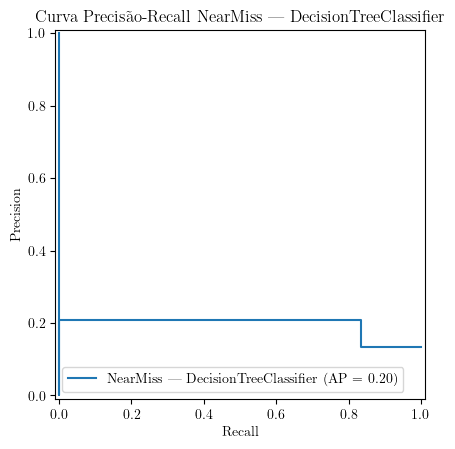 Curva Precisão-Recall NearMiss — DecisionTreeClassifier
1.0
0.8
0.6
0.4
0.2
0.0
Precision
NearMiss — DecisionTreeClassifier (AP = 0.20)
0.0 0.2 0.4 0.6 0.8 1.0
Recall